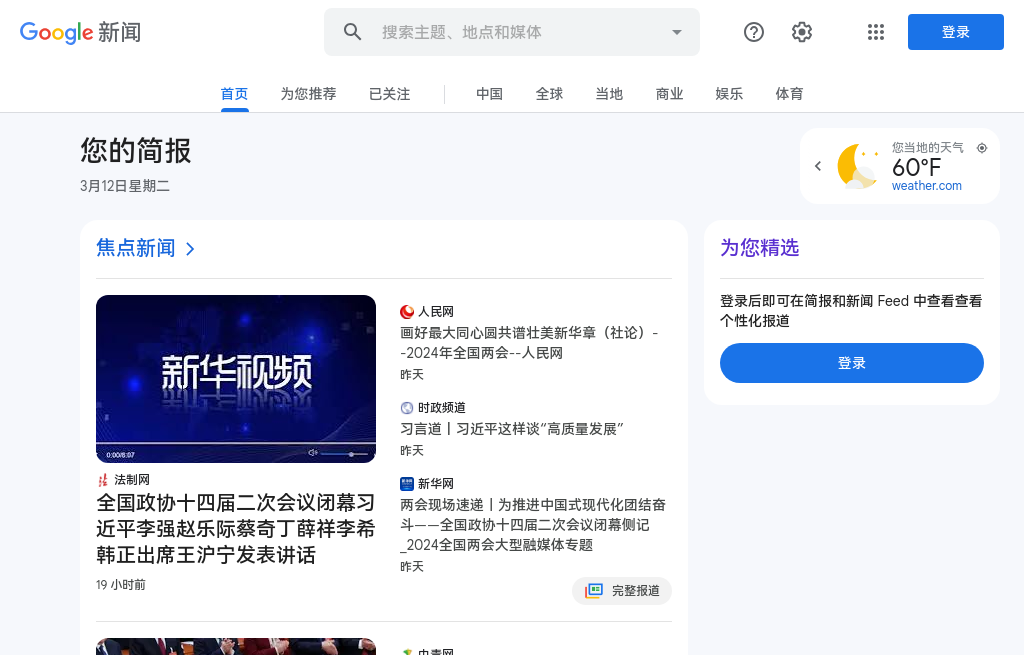 Google 新闻
搜索主题、地点和媒体
登录
首页
为您推荐
已关注
中国
全球
当地
商业
娱乐
体育
您的简报
3月12日星期二
您当地的天气
60°F
weather.com
焦点新闻
新华视频
0:00/6:07
法制网
全国政协十四届二次会议闭幕习
近平李强赵乐际蔡奇丁薛祥李希
韩正出席王沪宁发表讲话
19 小时前
人民网
画好最大同心圆共谱壮美新华章（社论）-
-2024年全国两会--人民网
昨天
时政频道
习言道丨习近平这样谈“高质量发展”
昨天
新华网
两会现场速递丨为推进中国式现代化团结奋
斗——全国政协十四届二次会议闭幕侧记
_2024全国两会大型融媒体专题
昨天
完整报道
中青网
为您精选
登录后即可在简报和新闻 Feed 中查看查看
个性化报道
登录